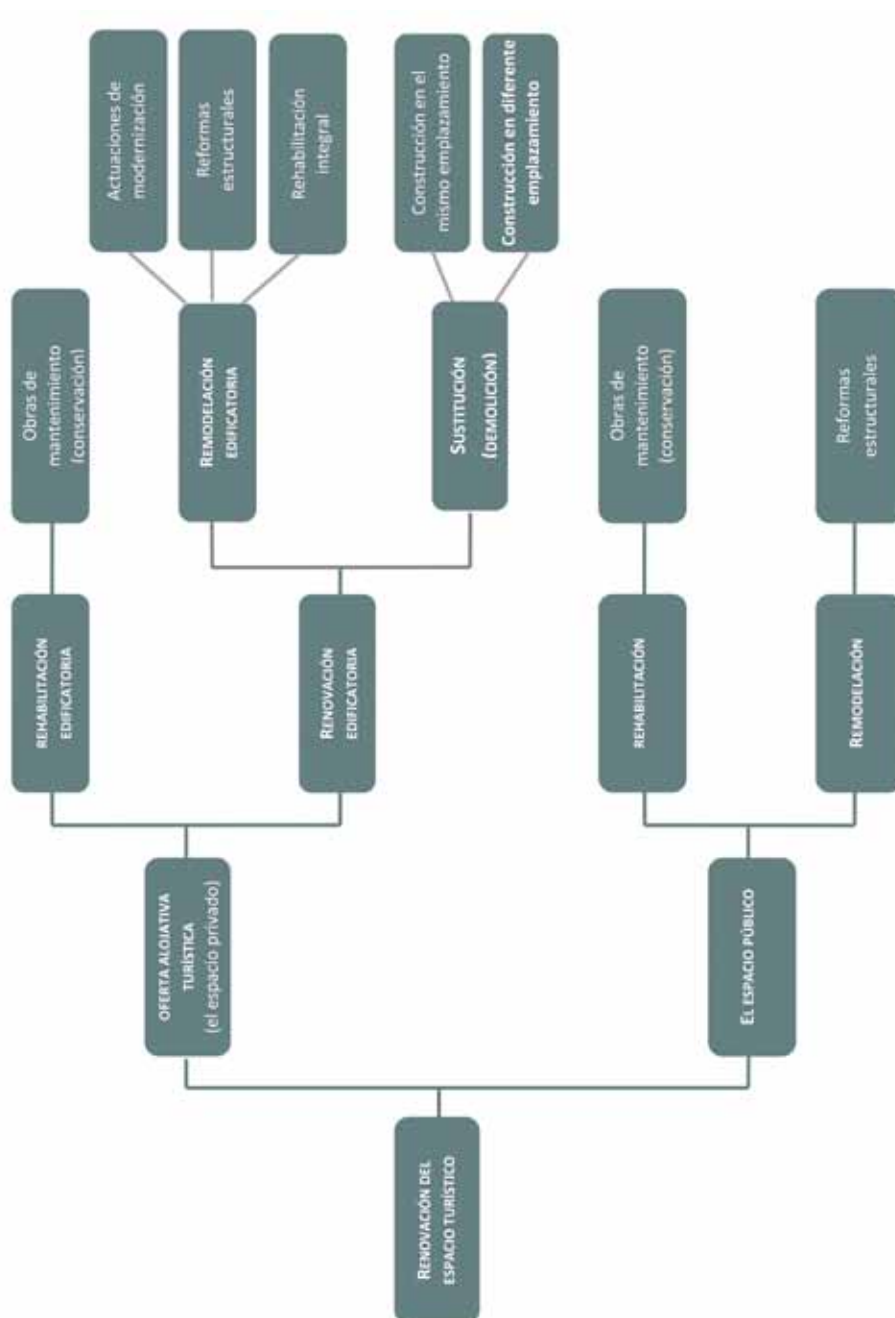 RENOVACIÓN DEL
ESPACIO TURÍSTICO
OFERTA ALOJATIVA
TURÍSTICA
(el espacio privado)
REHABILITACIÓN
EDIFICATORIA
Obras de
mantenimiento
(conservación)
RENOVACIÓN
EDIFICATORIA
REMODELACIÓN
EDIFICATORIA
Actuaciones de
modernización
Reformas
estructurales
Rehabilitación
integral
SUSTITUCIÓN
(DEMOLICIÓN)
Construcción en el
mismo emplazamiento
Construcción en diferente
emplazamiento
EL ESPACIO PÚBLICO
REHABILITACIÓN
Obras de
mantenimiento
(conservación)
REMODELACIÓN
Reformas
estructurales